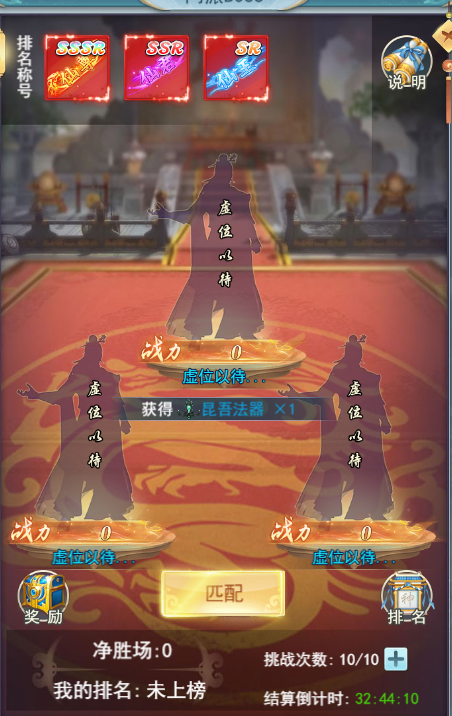 排名称号
SSSR
SSR
SR
仙君
仙王
说明
虚位以待
战力 0
虚位以待...
获得 昆吾法器 ×1
虚位以待
虚位以待
战力 0
战力 0
虚位以待...
虚位以待...
匹配
奖励
排名
净胜场:0
我的排名:未上榜
挑战次数: 10/10
结算倒计时: 32:44:10